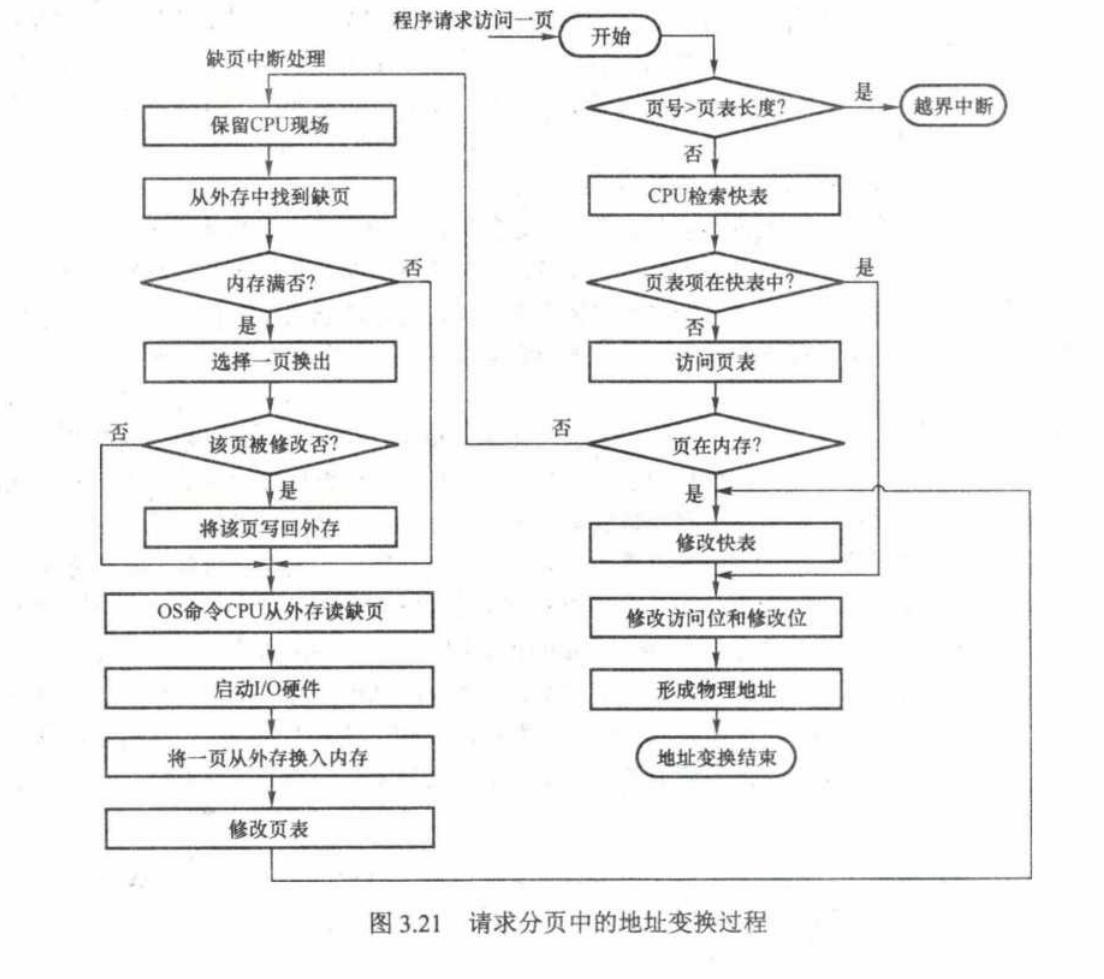 程序请求访问一页
开始
缺页中断处理
页号>页表长度?
是
越界中断
保留CPU现场
否
从外存中找到缺页
CPU检索快表
内存满否?
否
页表项在快表中?
是
是
否
选择一页换出
访问页表
否
该页被修改否?
否
页在内存?
是
是
将该页写回外存
修改快表
OS命令CPU从外存读缺页
修改访问位和修改位
启动I/O硬件
形成物理地址
将一页从外存换入内存
地址变换结束
修改页表
图 3.21 请求分页中的地址变换过程